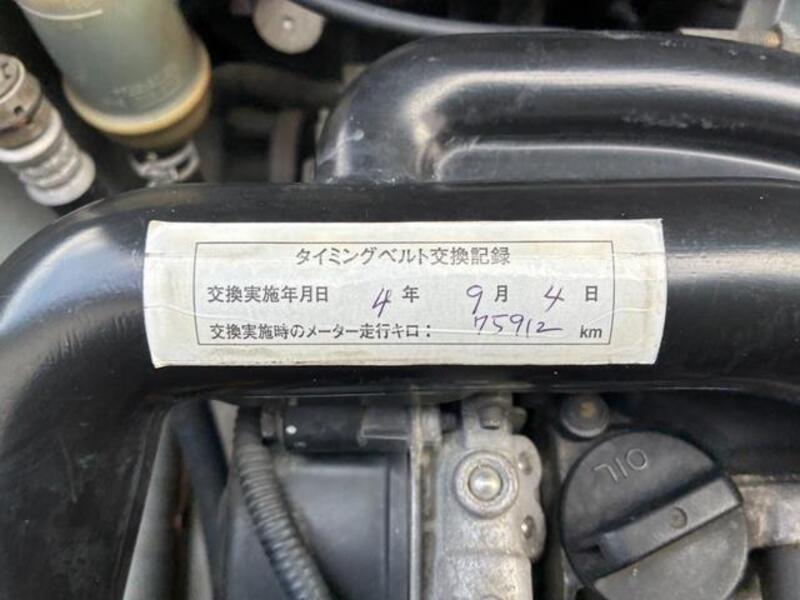 タイミングベルト交換記録
交換実施年月日 4 年 9 月 4 日
交換実施時のメーター走行キロ： 75912 km
OIL